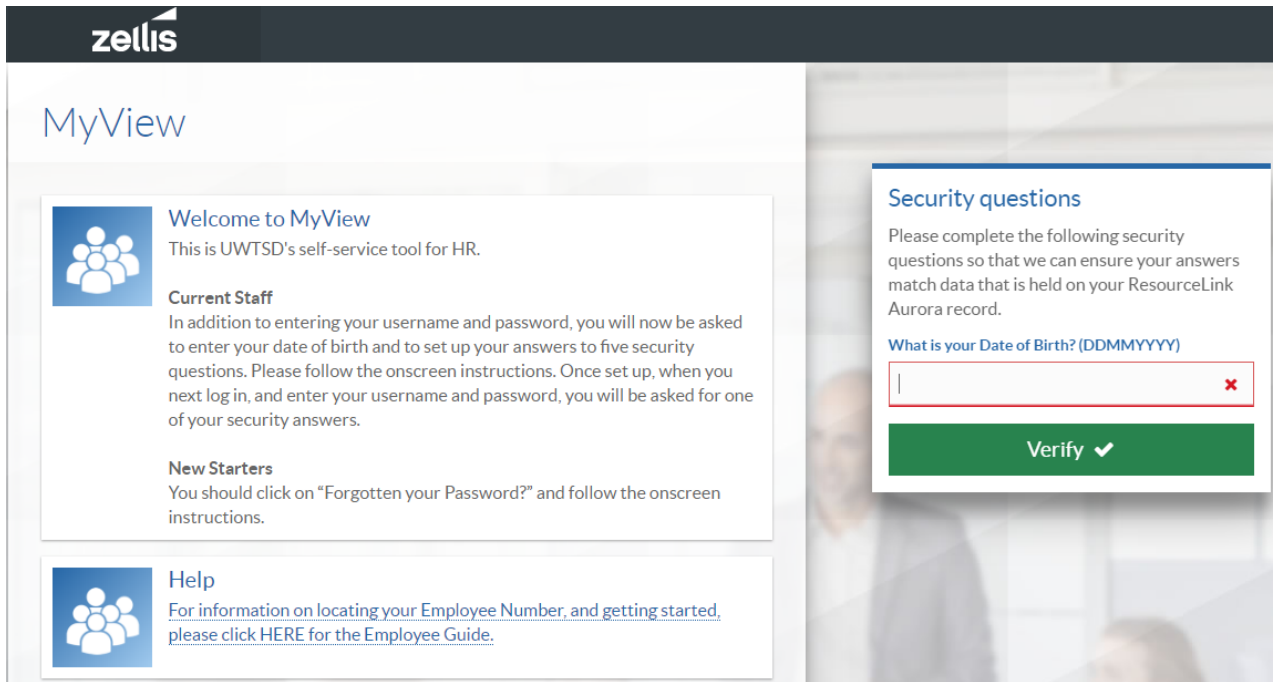 zellis
MyView
Welcome to MyView
This is UWTSD's self-service tool for HR.
Current Staff
In addition to entering your username and password, you will now be asked
to enter your date of birth and to set up your answers to five security
questions. Please follow the onscreen instructions. Once set up, when you
next log in, and enter your username and password, you will be asked for one
of your security answers.
New Starters
You should click on “Forgotten your Password?” and follow the onscreen
instructions.
Help
For information on locating your Employee Number, and getting started,
please click HERE for the Employee Guide.
Security questions
Please complete the following security
questions so that we can ensure your answers
match data that is held on your ResourceLink
Aurora record.
What is your Date of Birth? (DDMMYYYY)
Verify